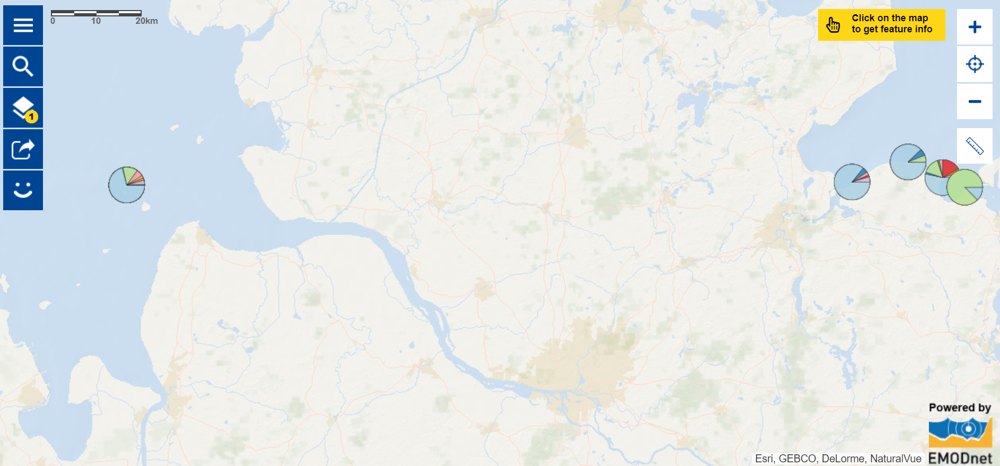 0 10 20km
Click on the map
to get feature info
1
Powered by
EMODnet
Esri, GEBCO, DeLorme, NaturalVue